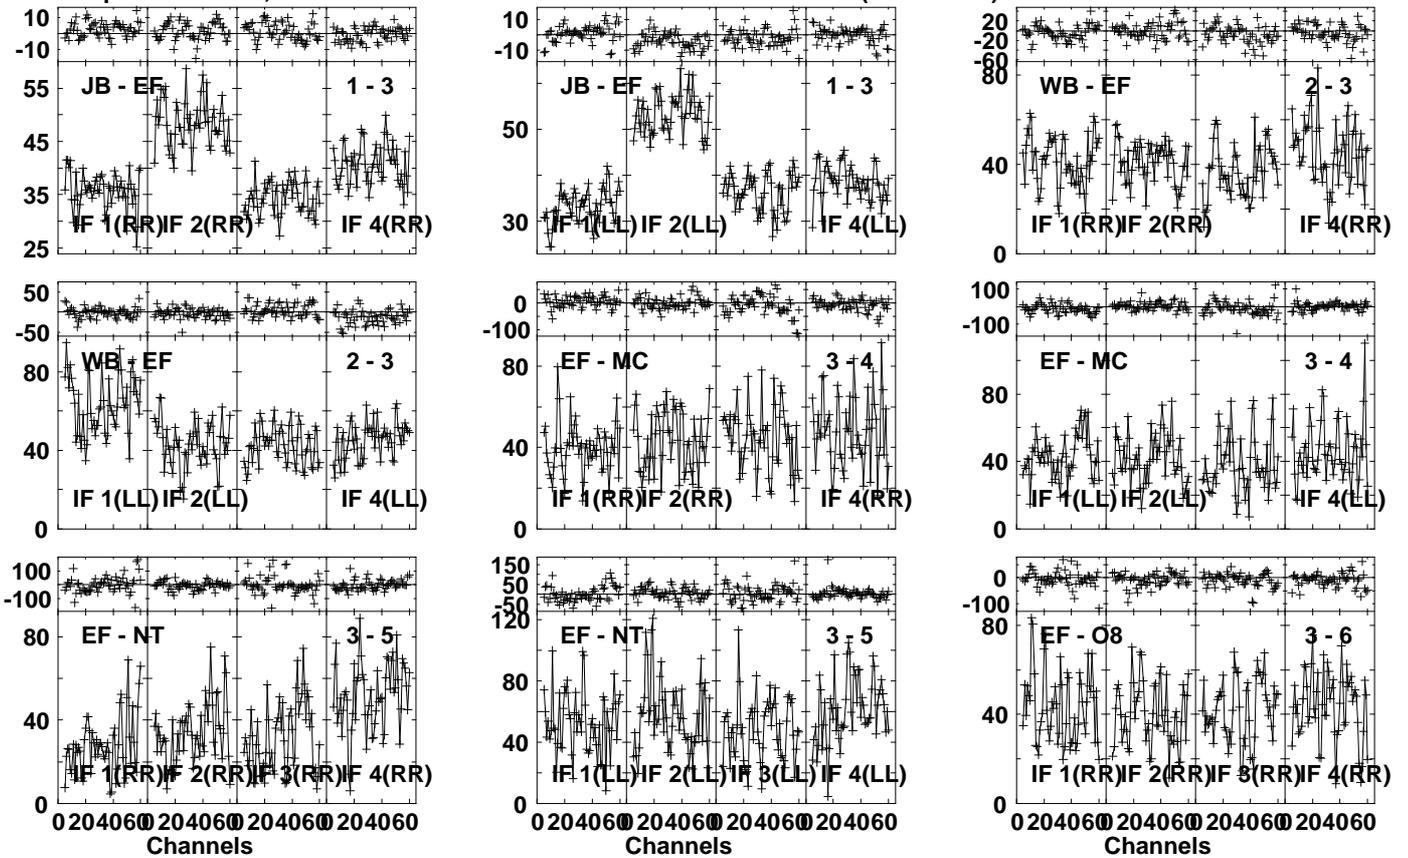 10
-10
JB - EF
1 - 3
55
45
35
25
IF 1(RR)
IF 2(RR)
IF 4(RR)
10
-10
JB - EF
1 - 3
50
30
IF 1(LL)
IF 2(LL)
IF 4(LL)
20
-20
-60
WB - EF
2 - 3
80
40
0
IF 1(RR)
IF 2(RR)
IF 4(RR)
50
-50
WB - EF
2 - 3
80
40
0
IF 1(LL)
IF 2(LL)
IF 4(LL)
0
-100
EF - MC
3 - 4
80
40
0
IF 1(RR)
IF 2(RR)
IF 4(RR)
100
-100
EF - MC
3 - 4
80
40
0
IF 1(LL)
IF 2(LL)
IF 4(LL)
100
-100
EF - NT
3 - 5
80
40
0
IF 1(RR)
IF 2(RR)
IF 3(RR)
IF 4(RR)
0 20 40 60 0 20 40 60 0 20 40 60 0 20 40 60
Channels
150
50
-50
EF - NT
3 - 5
120
80
40
0
IF 1(LL)
IF 2(LL)
IF 3(LL)
IF 4(LL)
0 20 40 60 0 20 40 60 0 20 40 60 0 20 40 60
Channels
0
-100
EF - O8
3 - 6
80
40
0
IF 1(RR)
IF 2(RR)
IF 3(RR)
IF 4(RR)
0 20 40 60 0 20 40 60 0 20 40 60 0 20 40 60
Channels